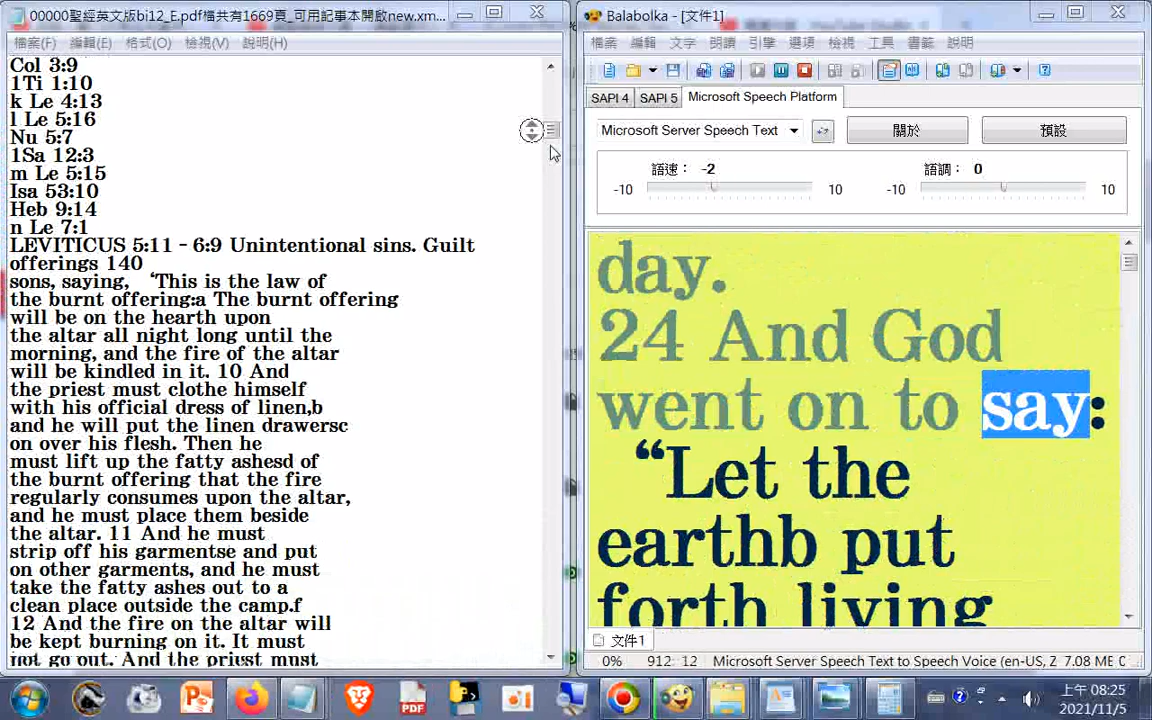 00000聖經英文版bi12_E.pdf檔共有1669頁_可用記事本開啟new.xm...
檔案(F) 編輯(E) 格式(O) 檢視(V) 說明(H)
Col 3:9
1Ti 1:10
k Le 4:13
l Le 5:16
Nu 5:7
1Sa 12:3
m Le 5:15
Isa 53:10
Heb 9:14
n Le 7:1
LEVITICUS 5:11 – 6:9 Unintentional sins. Guilt
offerings 140
sons, saying, ‘This is the law of
the burnt offering:a The burnt offering
will be on the hearth upon
the altar all night long until the
morning, and the fire of the altar
will be kindled in it. 10 And
the priest must clothe himself
with his official dress of linen,b
and he will put the linen drawersc
on over his flesh. Then he
must lift up the fatty ashesd of
the burnt offering that the fire
regularly consumes upon the altar,
and he must place them beside
the altar. 11 And he must
strip off his garmentse and put
on other garments, and he must
take the fatty ashes out to a
clean place outside the camp.f
12 And the fire on the altar will
be kept burning on it. It must
not go out. And the priest must
Balabolka - [文件1]
檔案 編輯 文字 朗讀 引擎 選項 檢視 工具 書籤 說明
SAPI 4 SAPI 5 Microsoft Speech Platform
Microsoft Server Speech Text 關於 預設
語速： -2 語調： 0
-10 10 -10 10
day.
24 And God
went on to say:
“Let the
earthb put
forth living
文件1
0% 912: 12 Microsoft Server Speech Text to Speech Voice (en-US, Z 7.08 ME C
PDF
上午 08:25
2021/11/5